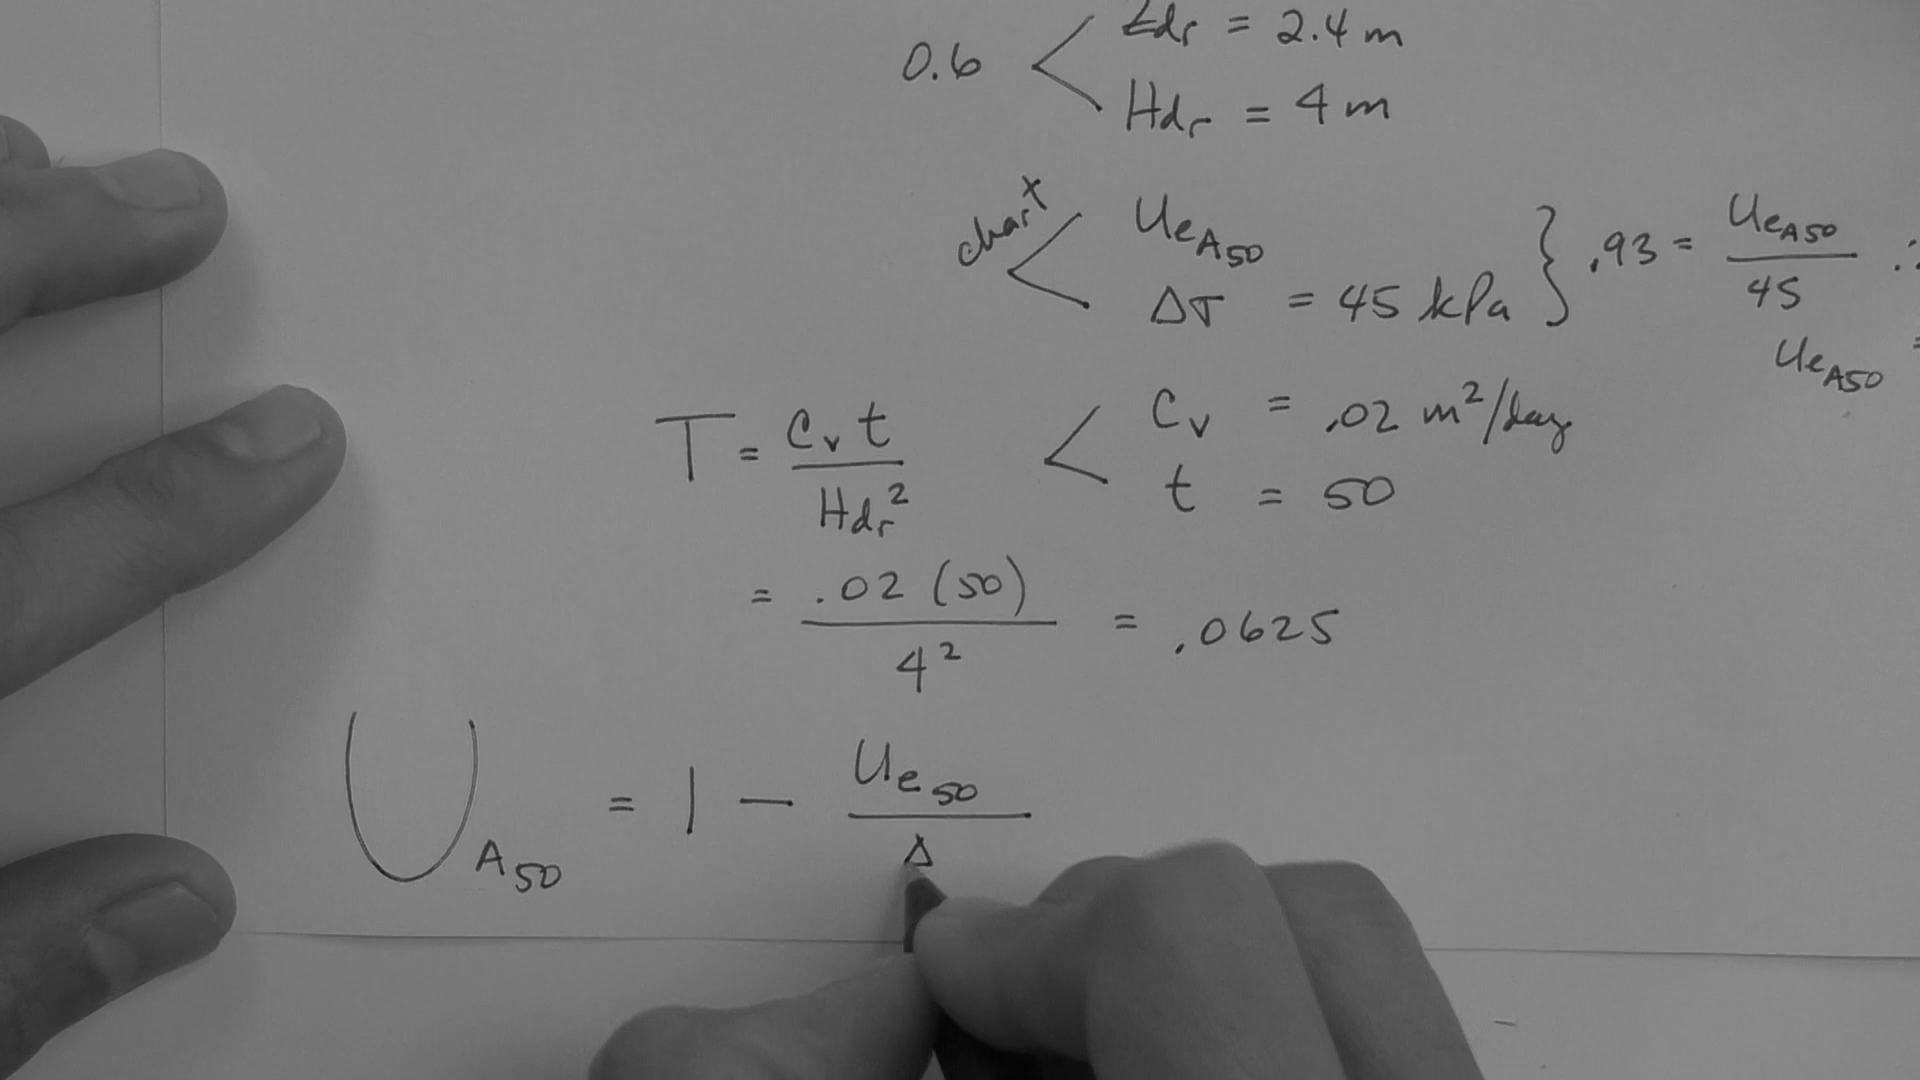 0.6 < Zdr = 2.4 m
Hdr = 4 m
chart < UeA50
Δσ = 45 kPa } .93 = UeA50 / 45 :
UeA50 =
T = Cv t / Hdr² < Cv = .02 m²/day
t = 50
= .02 (50) / 4² = .0625
UA50 = 1 - Ue50 / Δ